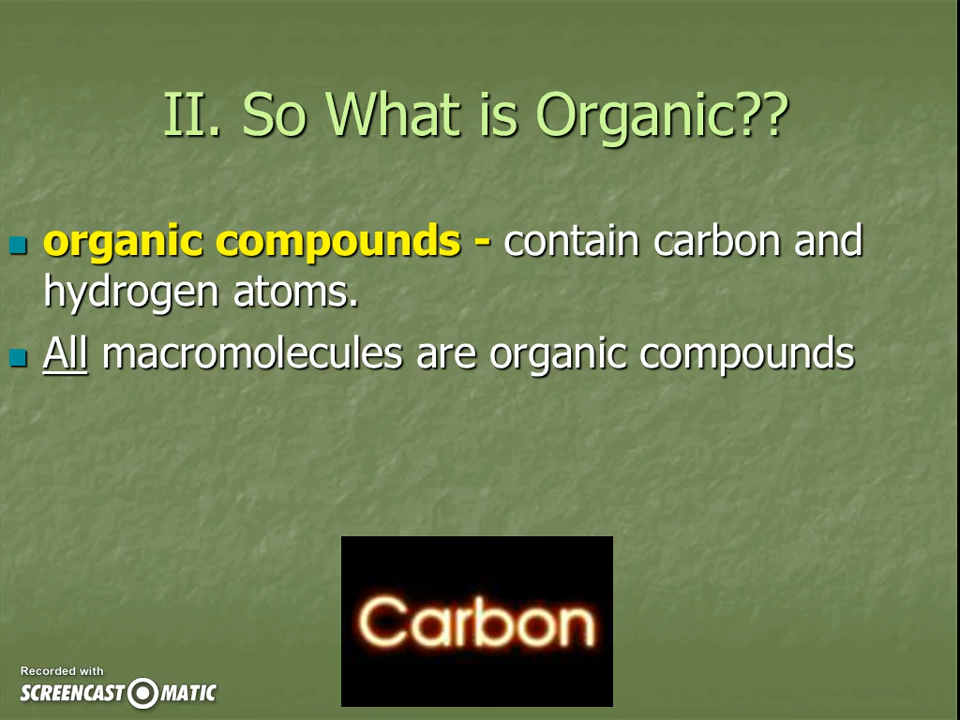 II. So What is Organic??
organic compounds - contain carbon and
hydrogen atoms.
All macromolecules are organic compounds
Carbon
Recorded with
SCREENCAST O MATIC